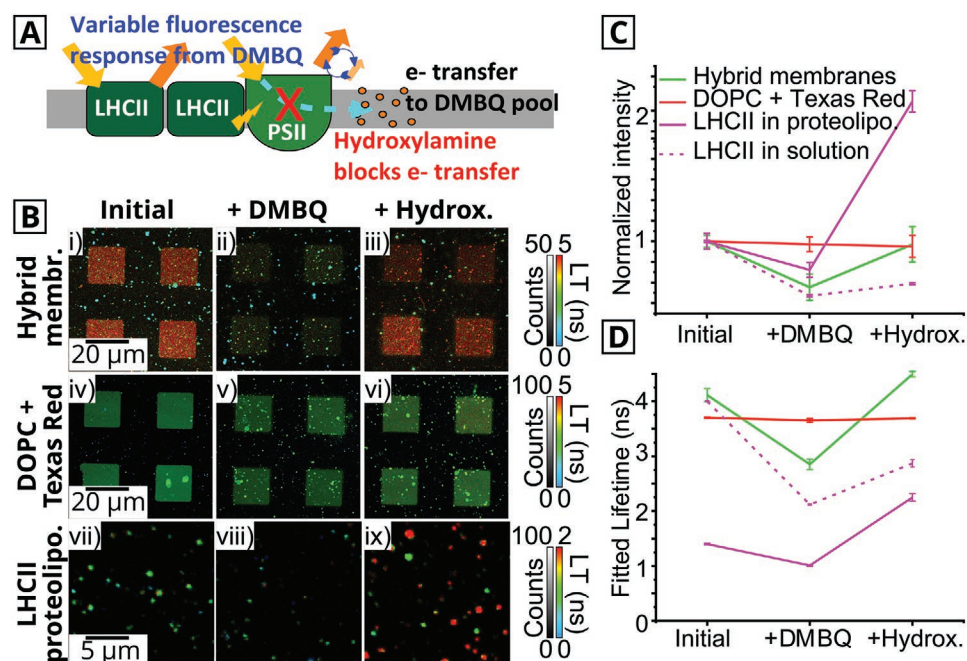 A
Variable fluorescence
response from DMBQ
LHCII
LHCII
X
PSII
e- transfer
to DMBQ pool
Hydroxylamine
blocks e- transfer
B
Initial
+ DMBQ
+ Hydrox.
Hybrid
membr.
i)
ii)
iii)
20 µm
50
5
Counts
LT (ns)
0
0
DOPC +
Texas Red
iv)
v)
vi)
20 µm
100
5
Counts
LT (ns)
0
0
LHCII
proteolipo.
vii)
viii)
ix)
5 µm
100
2
Counts
LT (ns)
0
0
C
Hybrid membranes
DOPC + Texas Red
LHCII in proteolipo.
LHCII in solution
Normalized intensity
2
1
Initial
+DMBQ
+Hydrox.
D
Fitted Lifetime (ns)
4
3
2
1
0
Initial
+DMBQ
+Hydrox.